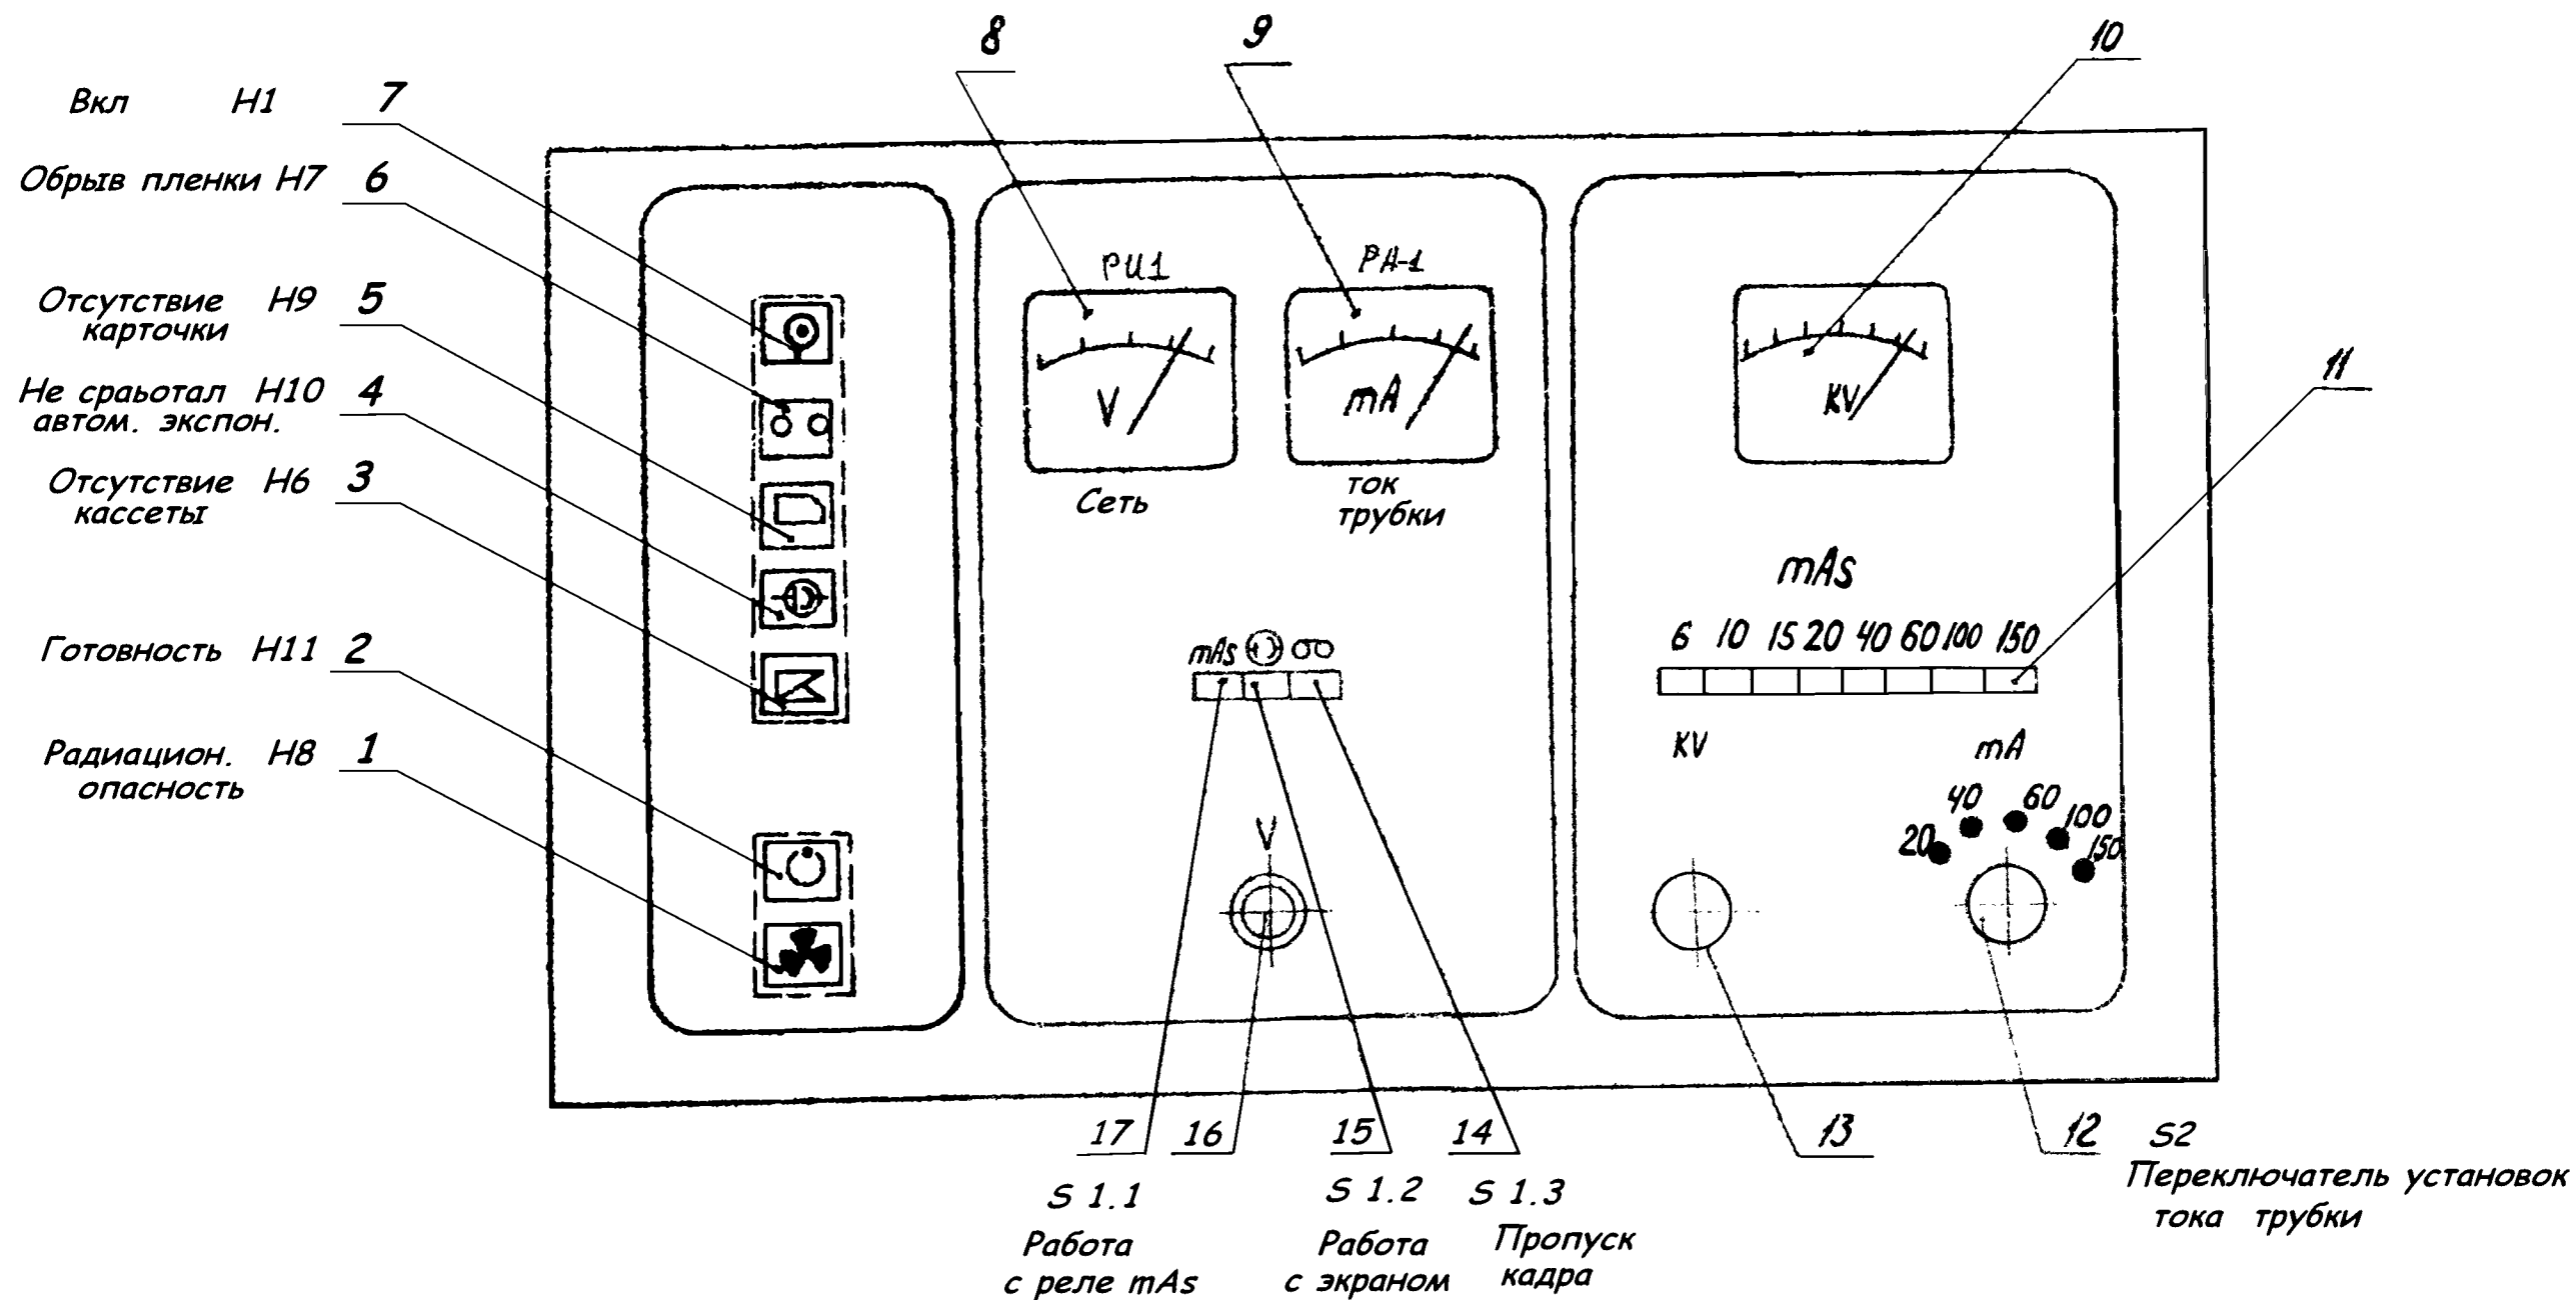 8
9
10
Вкл H1 7
Обрыв пленки H7 6
Отсутствие H9 5
карточки
Не сраьотал H10 4
автом. экспон.
Отсутствие H6 3
кассеты
Готовность H11 2
Радиацион. H8 1
опасность
PU1
V
Сеть
PA-1
mA
ток
трубки
mAs
V
KV
11
mAs
6 10 15 20 40 60 100 150
KV
mA
20 40 60 100 150
17
S 1.1
Работа
с реле mAs
16
15
S 1.2
Работа
с экраном
14
S 1.3
Пропуск
кадра
13
12 S2
Переключатель установок
тока трубки